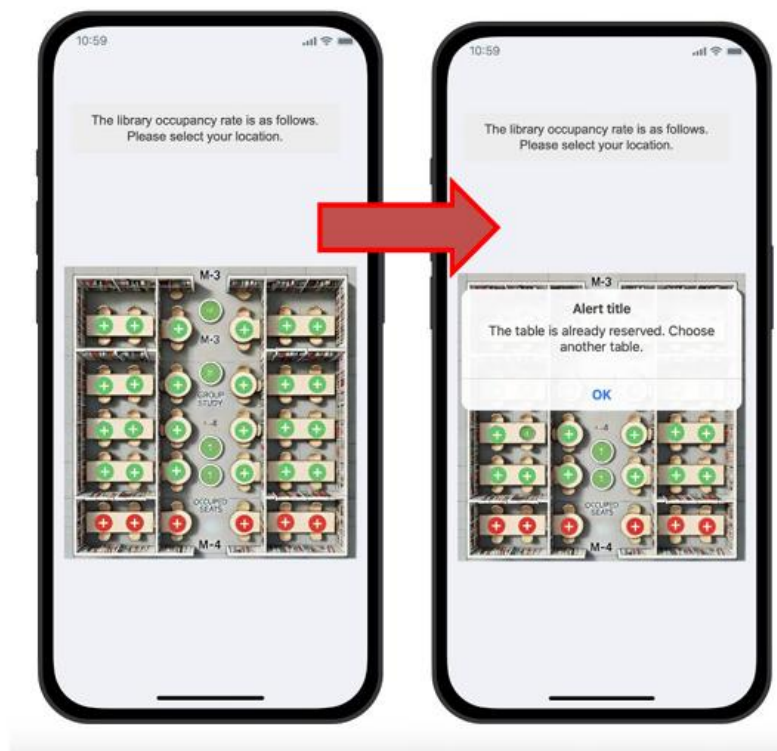 10:59
The library occupancy rate is as follows.
Please select your location.
M-3
M-3
GROUP
STUDY
OCCUPED
SEATS
M-4
10:59
The library occupancy rate is as follows.
Please select your location.
M-3
Alert title
The table is already reserved. Choose
another table.
OK
OCCUPED
SEATS
M-4